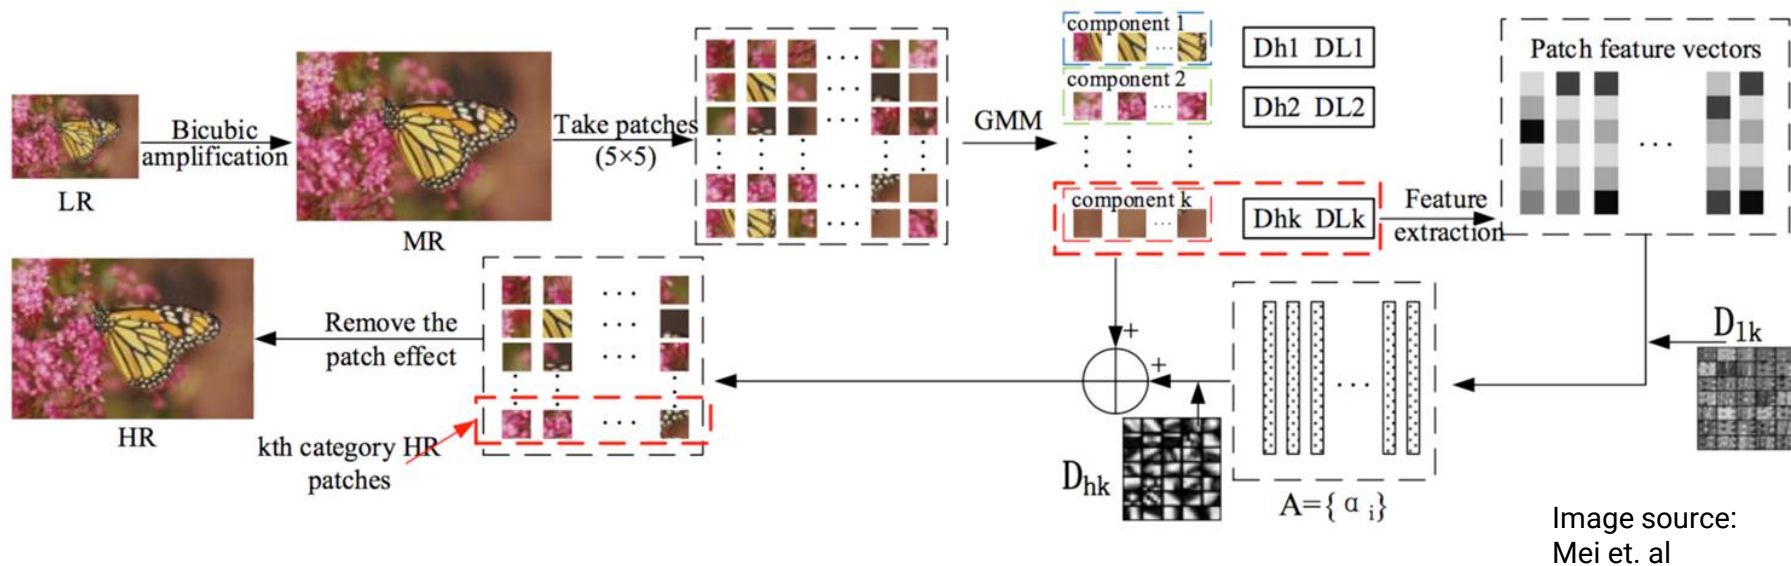 LR
Bicubic
amplification
MR
Take patches
(5×5)
GMM
component 1
component 2
component k
Dh1 DL1
Dh2 DL2
Dhk DLk
Feature
extraction
Patch feature vectors
D1k
A={αi}
Dhk
+
+
kth category HR
patches
Remove the
patch effect
HR
Image source:
Mei et. al